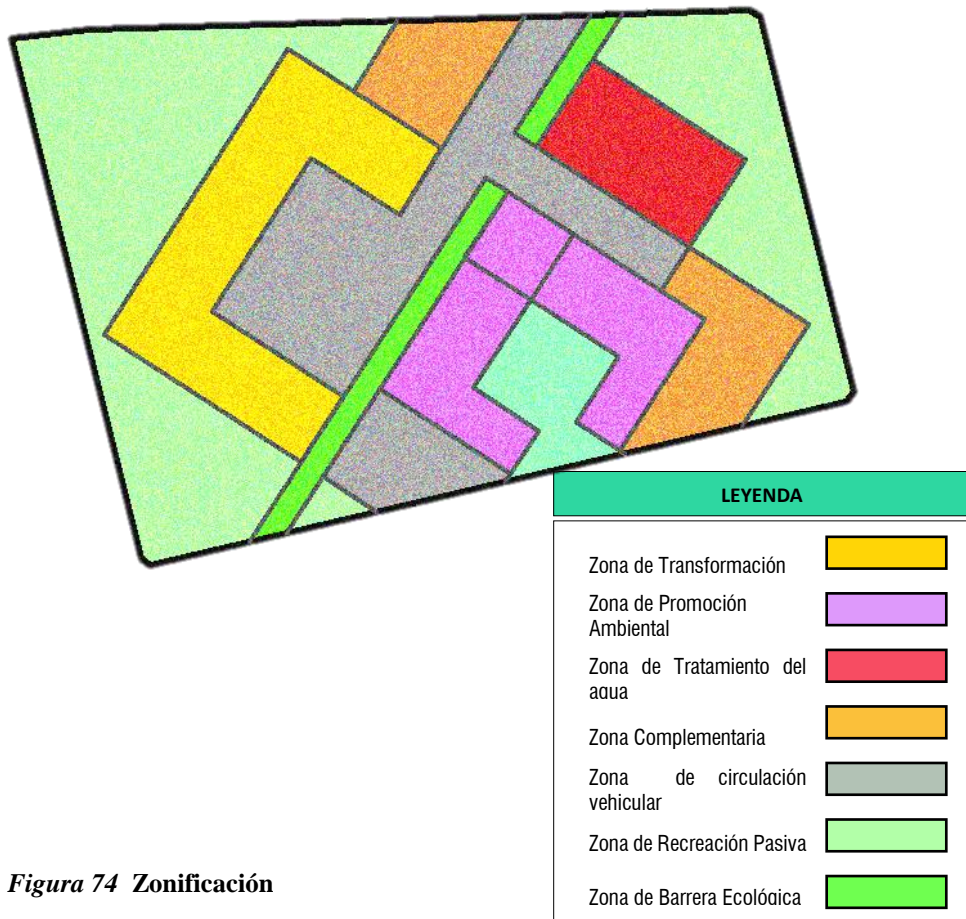 LEYENDA
Zona de Transformación
Zona de Promoción
Ambiental
Zona de Tratamiento del
agua
Zona Complementaria
Zona de circulación
vehicular
Zona de Recreación Pasiva
Zona de Barrera Ecológica
Figura 74 Zonificación